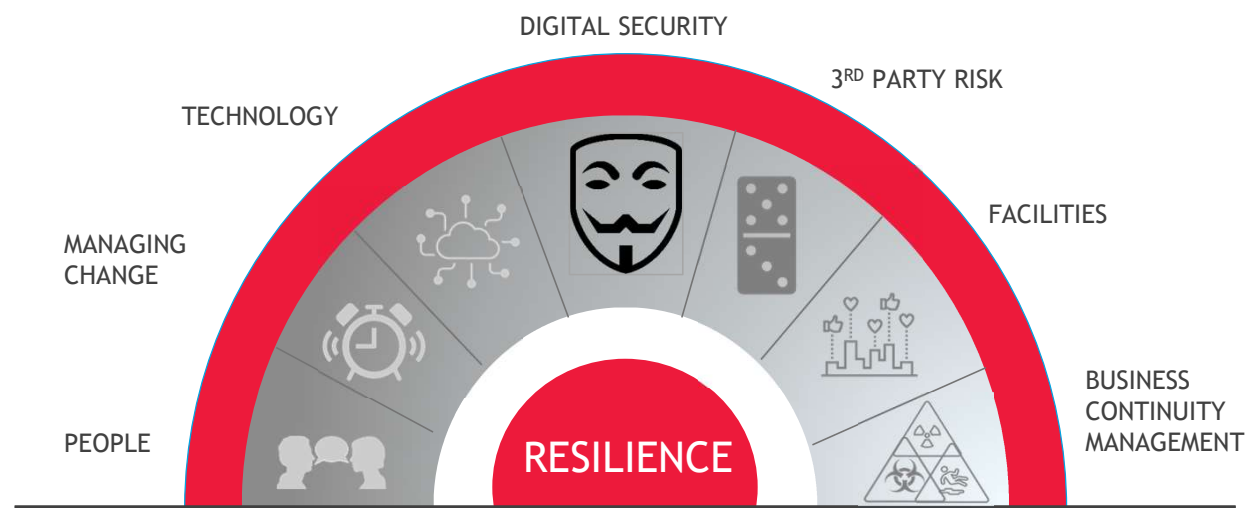 DIGITAL SECURITY
3RD PARTY RISK
TECHNOLOGY
FACILITIES
MANAGING
CHANGE
BUSINESS
CONTINUITY
MANAGEMENT
PEOPLE
RESILIENCE